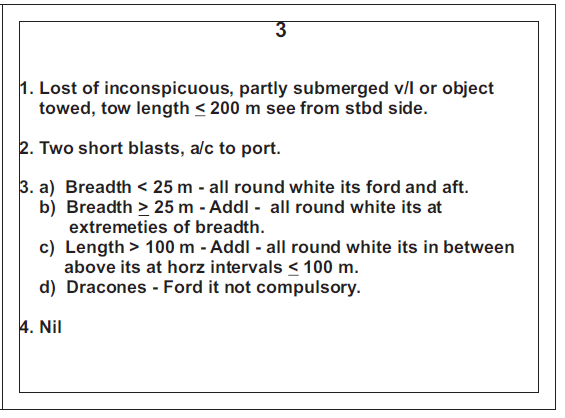 3
1. Lost of inconspicuous, partly submerged v/l or object
towed, tow length ≤ 200 m see from stbd side.
2. Two short blasts, a/c to port.
3. a) Breadth < 25 m - all round white its ford and aft.
b) Breadth ≥ 25 m - Addl - all round white its at
extremeties of breadth.
c) Length > 100 m - Addl - all round white its in between
above its at horz intervals ≤ 100 m.
d) Dracones - Ford it not compulsory.
4. Nil